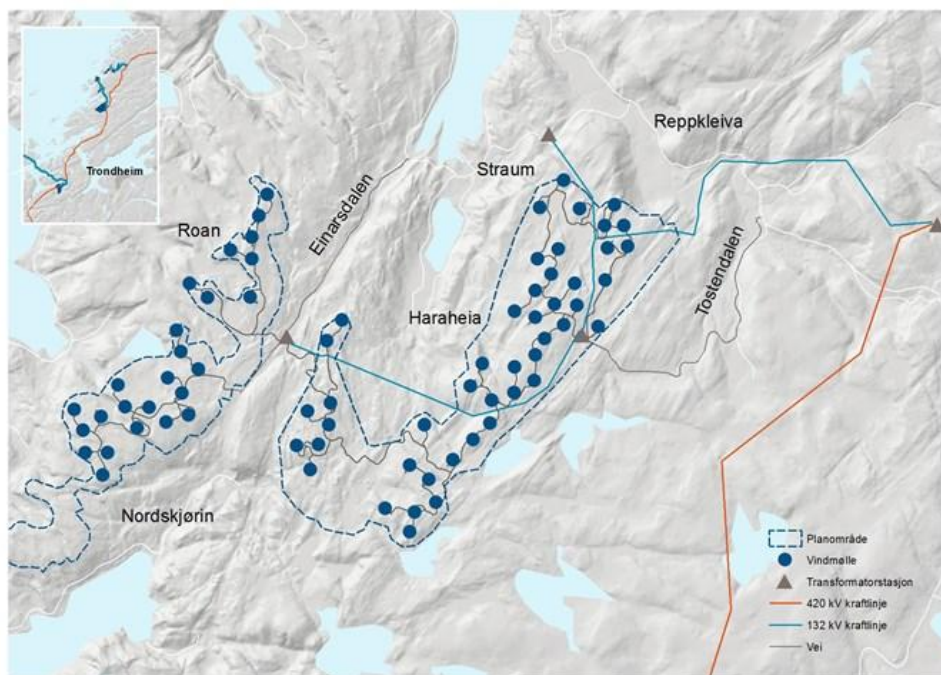 Trondheim
Reppkleiva
Straum
Roan
Einarsdalen
Tostendalen
Haraheia
Nordskjørin
Planområde
Vindmølle
Transformatorstasjon
420 kV kraftlinje
132 kV kraftlinje
Vei